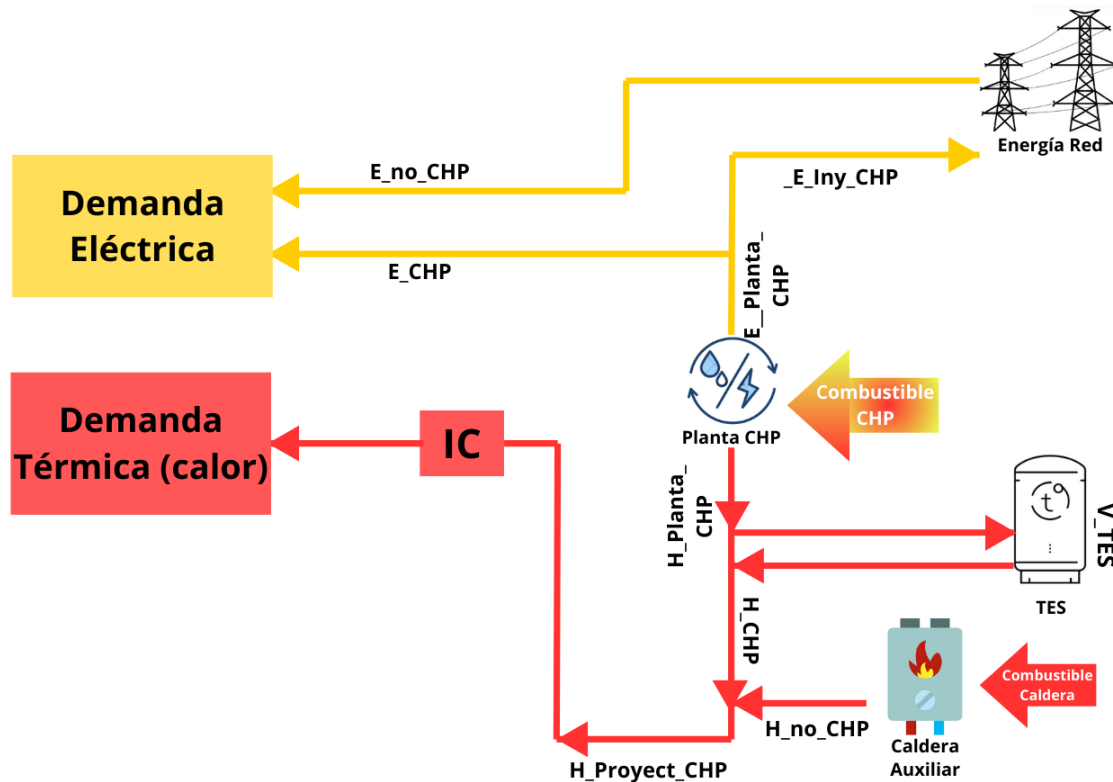 Energía Red
E_no_CHP
_E_Iny_CHP
Demanda
Eléctrica
E_CHP
E__Planta_
CHP
Combustible
CHP
Planta CHP
Demanda
Térmica (calor)
IC
H_Planta_
CHP
t°
V_TES
TES
H_CHP
Combustible
Caldera
H_no_CHP
Caldera
Auxiliar
H_Proyect_CHP